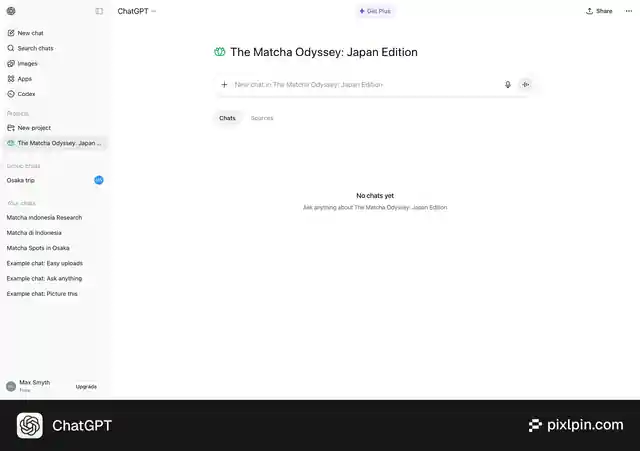 ChatGPT
Get Plus
Share
New chat
Search chats
Images
Apps
Codex
Projects
New project
The Matcha Odyssey: Japan ...
Group chats
Osaka trip
Your chats
Matcha Indonesia Research
Matcha di Indonesia
Matcha Spots in Osaka
Example chat: Easy uploads
Example chat: Ask anything
Example chat: Picture this
Max Smyth
Free
Upgrade
The Matcha Odyssey: Japan Edition
New chat in The Matcha Odyssey: Japan Edition
Chats
Sources
No chats yet
Ask anything about The Matcha Odyssey: Japan Edition
ChatGPT
pixlpin.com